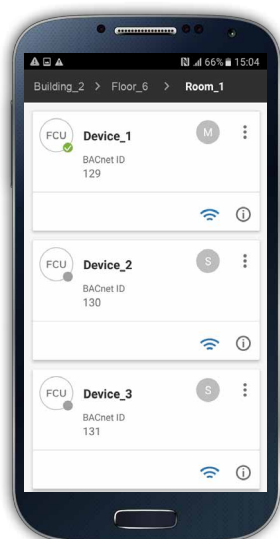 66% 15:04
Building_2 > Floor_6 > Room_1
FCU Device_1 M
BACnet ID
129
FCU Device_2 S
BACnet ID
130
FCU Device_3 S
BACnet ID
131